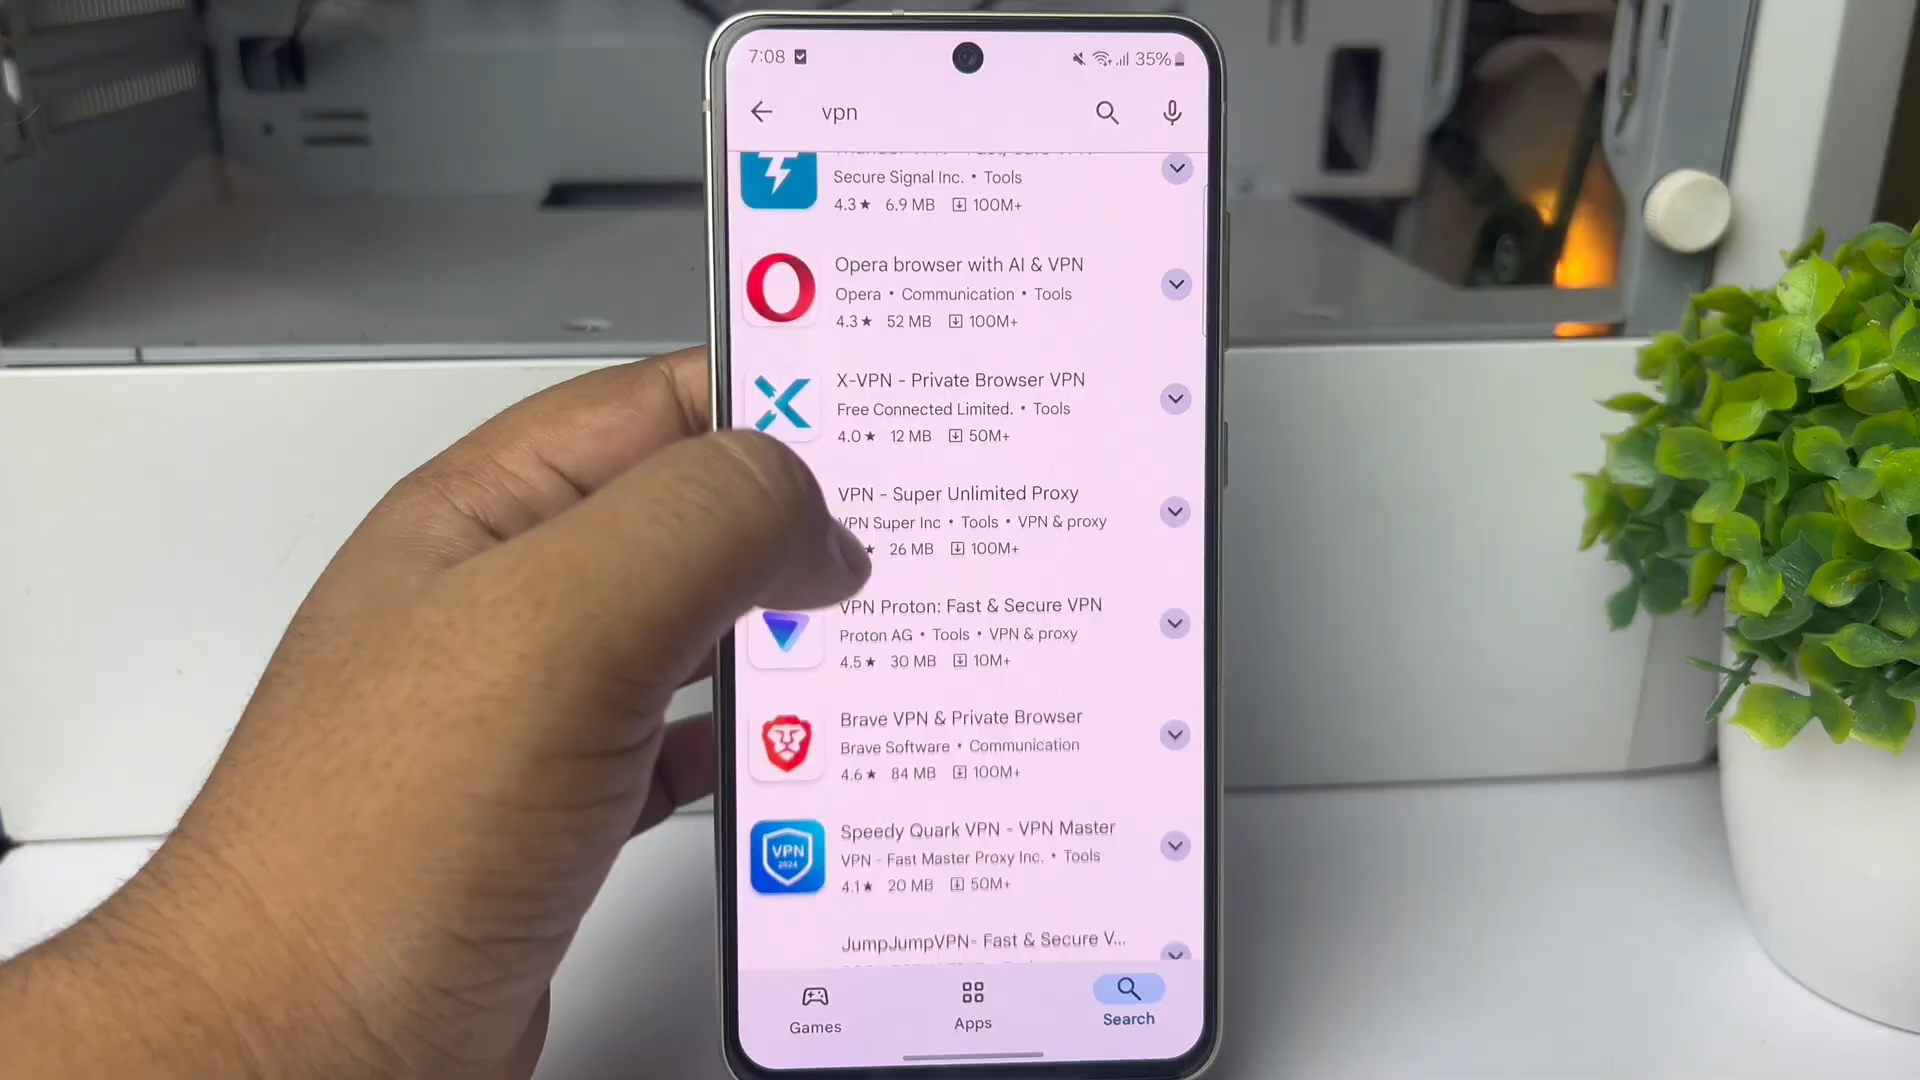 7:08 35%
vpn
Secure Signal Inc. • Tools
4.3★ 6.9 MB 100M+
Opera browser with AI & VPN
Opera • Communication • Tools
4.3★ 52 MB 100M+
X-VPN - Private Browser VPN
Free Connected Limited. • Tools
4.0★ 12 MB 50M+
VPN - Super Unlimited Proxy
VPN Super Inc • Tools • VPN & proxy
★ 26 MB 100M+
VPN Proton: Fast & Secure VPN
Proton AG • Tools • VPN & proxy
4.5★ 30 MB 10M+
Brave VPN & Private Browser
Brave Software • Communication
4.6★ 84 MB 100M+
VPN
2024
Speedy Quark VPN - VPN Master
VPN - Fast Master Proxy Inc. • Tools
4.1★ 20 MB 50M+
JumpJumpVPN- Fast & Secure V...
Games
Apps
Search